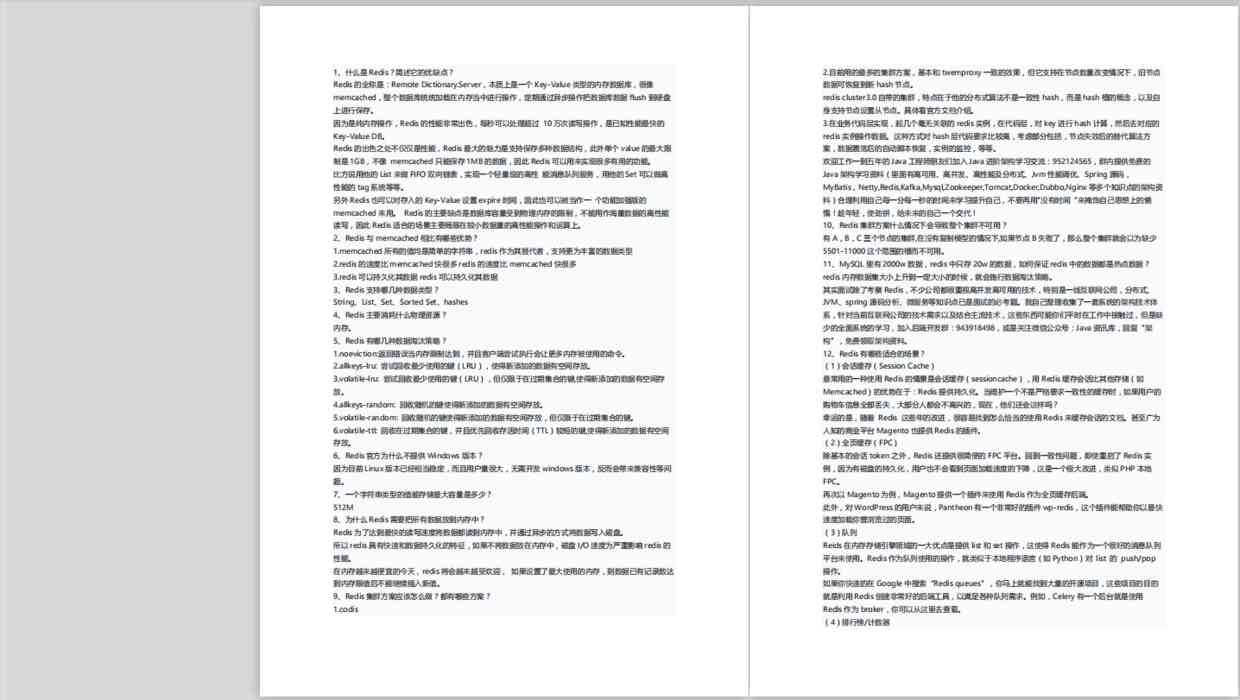 1、什么是 Redis？简述它的优缺点？
Redis 的全称是：Remote Dictionary.Server，本质上是一个 Key-Value 类型的内存数据库，很像
memcached，整个数据库统统加载在内存当中进行操作，定期通过异步操作把数据库数据 flush 到硬盘
上进行保存。
因为是纯内存操作，Redis 的性能非常出色，每秒可以处理超过 10 万次读写操作，是已知性能最快的
Key-Value DB。
Redis 的出色之处不仅仅是性能，Redis 最大的魅力是支持保存多种数据结构，此外单个 value 的最大限
制是 1GB，不像 memcached 只能保存 1MB 的数据，因此 Redis 可以用来实现很多有用的功能。
比方说用他的 List 来做 FIFO 双向链表，实现一个轻量级的高性 能消息队列服务，用他的 Set 可以做高
性能的 tag 系统等等。
另外 Redis 也可以对存入的 Key-Value 设置 expire 时间，因此也可以被当作一 个功能加强版的
memcached 来用。 Redis 的主要缺点是数据库容量受到物理内存的限制，不能用作海量数据的高性能
读写，因此 Redis 适合的场景主要局限在较小数据量的高性能操作和运算上。
2、Redis 与 memcached 相比有哪些优势？
1.memcached 所有的值均是简单的字符串，redis 作为其替代者，支持更为丰富的数据类型
2.redis 的速度比 memcached 快很多 redis 的速度比 memcached 快很多
3.redis 可以持久化其数据 redis 可以持久化其数据
3、Redis 支持哪几种数据类型？
String、List、Set、Sorted Set、hashes
4、Redis 主要消耗什么物理资源？
内存。
5、Redis 有哪几种数据淘汰策略？
1.noeviction:返回错误当内存限制达到，并且客户端尝试执行会让更多内存被使用的命令。
2.allkeys-lru: 尝试回收最少使用的键（LRU），使得新添加的数据有空间存放。
3.volatile-lru: 尝试回收最少使用的键（LRU），但仅限于在过期集合的键,使得新添加的数据有空间存
放。
4.allkeys-random: 回收随机的键使得新添加的数据有空间存放。
5.volatile-random: 回收随机的键使得新添加的数据有空间存放，但仅限于在过期集合的键。
6.volatile-ttl: 回收在过期集合的键，并且优先回收存活时间（TTL）较短的键,使得新添加的数据有空间
存放。
6、Redis 官方为什么不提供 Windows 版本？
因为目前 Linux 版本已经相当稳定，而且用户量很大，无需开发 windows 版本，反而会带来兼容性等问
题。
7、一个字符串类型的值能存储最大容量是多少？
512M
8、为什么 Redis 需要把所有数据放到内存中？
Redis 为了达到最快的读写速度将数据都读到内存中，并通过异步的方式将数据写入磁盘。
所以 redis 具有快速和数据持久化的特征，如果不将数据放在内存中，磁盘 I/O 速度为严重影响 redis 的
性能。
在内存越来越便宜的今天，redis 将会越来越受欢迎， 如果设置了最大使用的内存，则数据已有记录数达
到内存限值后不能继续插入新值。
9、Redis 集群方案应该怎么做？都有哪些方案？
1.codis
2.目前用的最多的集群方案，基本和 twemproxy 一致的效果，但它支持在节点数量改变情况下，旧节点
数据可恢复到新 hash 节点。
redis cluster3.0 自带的集群，特点在于他的分布式算法不是一致性 hash，而是 hash 槽的概念，以及自
身支持节点设置从节点。具体看官方文档介绍。
3.在业务代码层实现，起几个毫无关联的 redis 实例，在代码层，对 key 进行 hash 计算，然后去对应的
redis 实例操作数据。这种方式对 hash 层代码要求比较高，考虑部分包括，节点失效后的替代算法方
案，数据震荡后的自动脚本恢复，实例的监控，等等。
欢迎工作一到五年的 Java 工程师朋友们加入 Java 进阶架构学习交流：952124565，群内提供免费的
Java 架构学习资料（里面有高可用、高并发、高性能及分布式、Jvm 性能调优、Spring 源码，
MyBatis，Netty,Redis,Kafka,Mysql,Zookeeper,Tomcat,Docker,Dubbo,Nginx 等多个知识点的架构资
料）合理利用自己每一分每一秒的时间来学习提升自己，不要再用"没有时间“来掩饰自己思想上的懒
惰！趁年轻，使劲拼，给未来的自己一个交代！
10、Redis 集群方案什么情况下会导致整个集群不可用？
有 A，B，C 三个节点的集群,在没有复制模型的情况下,如果节点 B 失败了，那么整个集群就会以为缺少
5501-11000 这个范围的槽而不可用。
11、MySQL 里有 2000w 数据，redis 中只存 20w 的数据，如何保证 redis 中的数据都是热点数据？
redis 内存数据集大小上升到一定大小的时候，就会施行数据淘汰策略。
其实面试除了考察 Redis，不少公司都很重视高并发高可用的技术，特别是一线互联网公司，分布式、
JVM、spring 源码分析、微服务等知识点已是面试的必考题。我自己整理收集了一套系统的架构技术体
系，针对当前互联网公司的技术需求以及结合主流技术，这些东西可能你们平时在工作中接触过，但是缺
少的全面系统的学习，加入后端开发群：943918498，或是关注微信公众号：Java 资讯库，回复“架
构”，免费领取架构资料。
12、Redis 有哪些适合的场景？
（1）会话缓存（Session Cache）
最常用的一种使用 Redis 的情景是会话缓存（sessioncache），用 Redis 缓存会话比其他存储（如
Memcached）的优势在于：Redis 提供持久化。当维护一个不是严格要求一致性的缓存时，如果用户的
购物车信息全部丢失，大部分人都会不高兴的，现在，他们还会这样吗？
幸运的是，随着 Redis 这些年的改进，很容易找到怎么恰当的使用 Redis 来缓存会话的文档。甚至广为
人知的商业平台 Magento 也提供 Redis 的插件。
（2）全页缓存（FPC）
除基本的会话 token 之外，Redis 还提供很简便的 FPC 平台。回到一致性问题，即使重启了 Redis 实
例，因为有磁盘的持久化，用户也不会看到页面加载速度的下降，这是一个极大改进，类似 PHP 本地
FPC。
再次以 Magento 为例，Magento 提供一个插件来使用 Redis 作为全页缓存后端。
此外，对 WordPress 的用户来说，Pantheon 有一个非常好的插件 wp-redis，这个插件能帮助你以最快
速度加载你曾浏览过的页面。
（3）队列
Reids 在内存存储引擎领域的一大优点是提供 list 和 set 操作，这使得 Redis 能作为一个很好的消息队列
平台来使用。Redis 作为队列使用的操作，就类似于本地程序语言（如 Python）对 list 的 push/pop
操作。
如果你快速的在 Google 中搜索“Redis queues”，你马上就能找到大量的开源项目，这些项目的目的
就是利用 Redis 创建非常好的后端工具，以满足各种队列需求。例如，Celery 有一个后台就是使用
Redis 作为 broker，你可以从这里去查看。
（4）排行榜/计数器